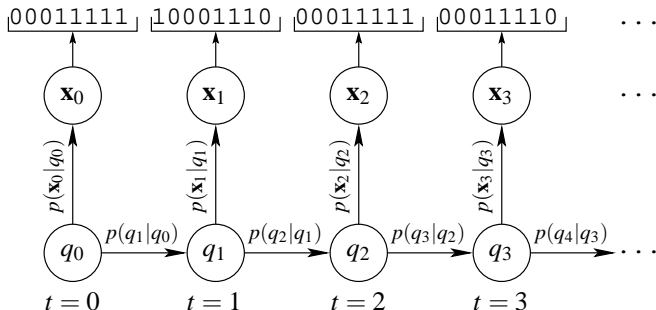 00011111 10001110 00011111 00011110 ···
x₀ x₁ x₂ x₃ ···
p(x₀|q₀) p(x₁|q₁) p(x₂|q₂) p(x₃|q₃)
q₀ p(q₁|q₀) q₁ p(q₂|q₁) q₂ p(q₃|q₂) q₃ p(q₄|q₃) ···
t = 0 t = 1 t = 2 t = 3